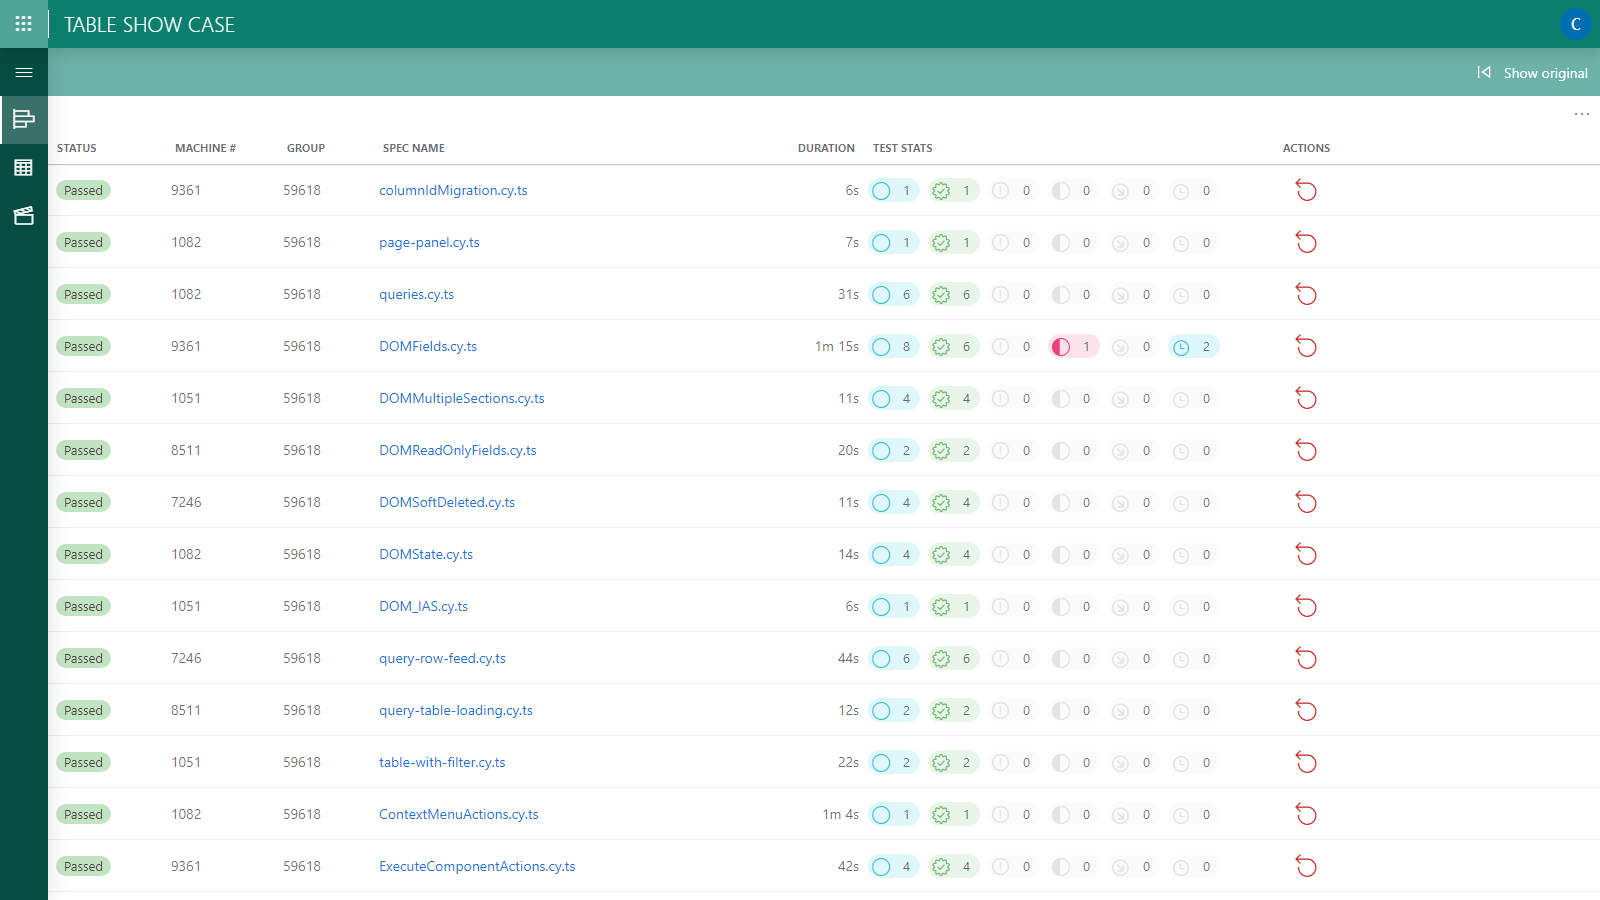 TABLE SHOW CASE
C
Show original
STATUS MACHINE # GROUP SPEC NAME DURATION TEST STATS ACTIONS
Passed 9361 59618 columnIdMigration.cy.ts 6s 1 1 0 0 0 0
Passed 1082 59618 page-panel.cy.ts 7s 1 1 0 0 0 0
Passed 1082 59618 queries.cy.ts 31s 6 6 0 0 0 0
Passed 9361 59618 DOMFields.cy.ts 1m 15s 8 6 0 1 0 2
Passed 1051 59618 DOMMultipleSections.cy.ts 11s 4 4 0 0 0 0
Passed 8511 59618 DOMReadOnlyFields.cy.ts 20s 2 2 0 0 0 0
Passed 7246 59618 DOMSoftDeleted.cy.ts 11s 4 4 0 0 0 0
Passed 1082 59618 DOMState.cy.ts 14s 4 4 0 0 0 0
Passed 1051 59618 DOM_IAS.cy.ts 6s 1 1 0 0 0 0
Passed 7246 59618 query-row-feed.cy.ts 44s 6 6 0 0 0 0
Passed 8511 59618 query-table-loading.cy.ts 12s 2 2 0 0 0 0
Passed 1051 59618 table-with-filter.cy.ts 22s 2 2 0 0 0 0
Passed 1082 59618 ContextMenuActions.cy.ts 1m 4s 1 1 0 0 0 0
Passed 9361 59618 ExecuteComponentActions.cy.ts 42s 4 4 0 0 0 0